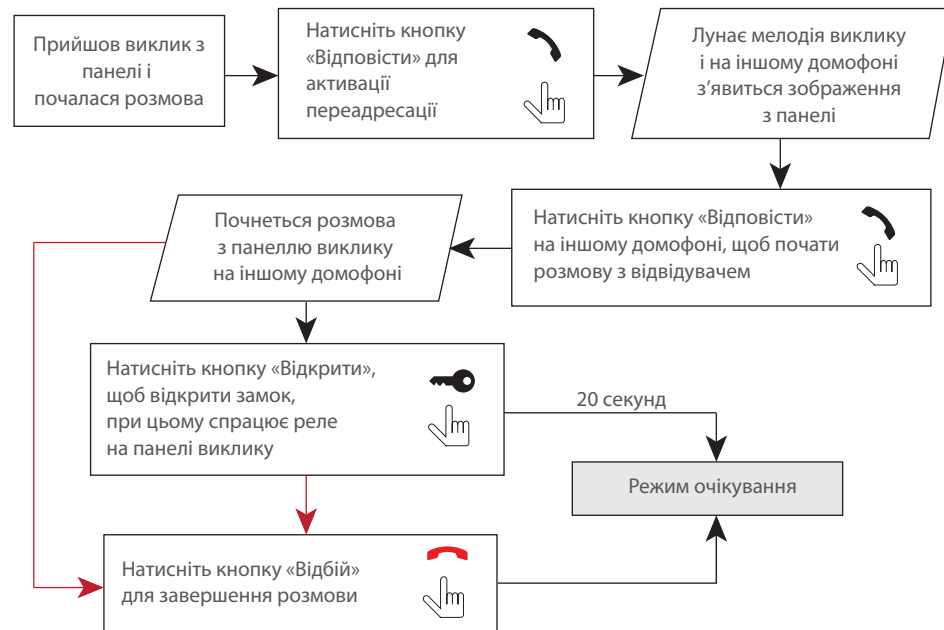 Прийшов виклик з
панелі і
почалася розмова
Натисніть кнопку
«Відповісти» для
активації
переадресації
Лунає мелодія виклику
і на іншому домофоні
з’явиться зображення
з панелі
Натисніть кнопку «Відповісти»
на іншому домофоні, щоб почати
розмову з відвідувачем
Почнеться розмова
з панеллю виклику
на іншому домофоні
Натисніть кнопку «Відкрити»,
щоб відкрити замок,
при цьому спрацює реле
на панелі виклику
20 секунд
Режим очікування
Натисніть кнопку «Відбій»
для завершення розмови